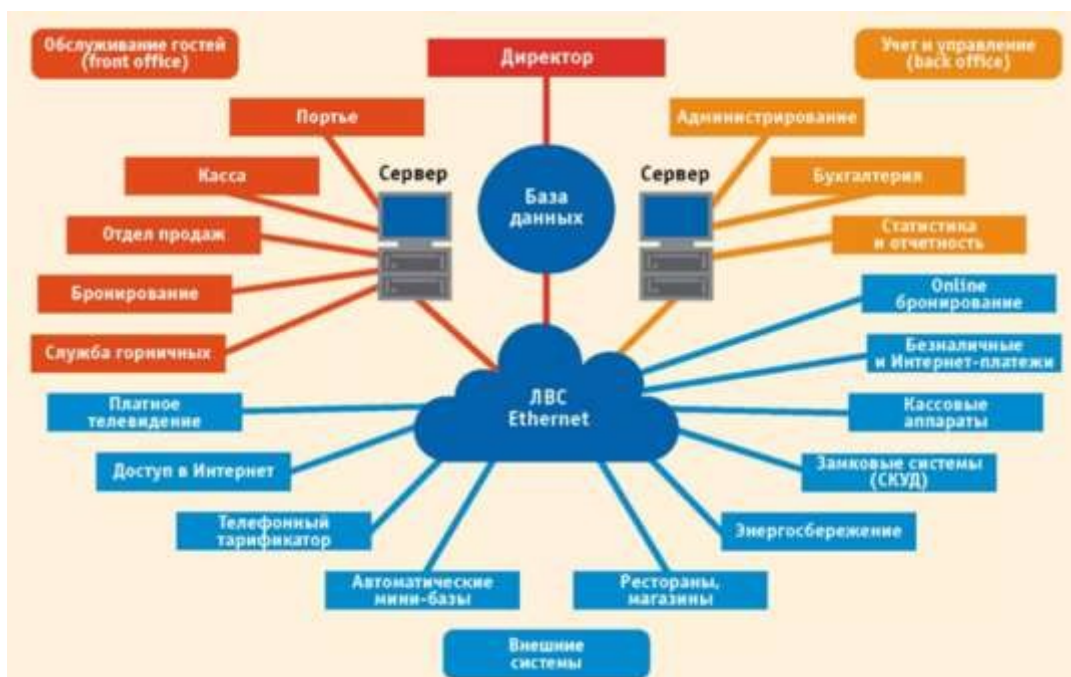 Обслуживание гостей
(front office)
Директор
Учет и управление
(back office)
Портье
Администрирование
Касса
Сервер
База
данных
Сервер
Бухгалтерия
Отдел продаж
Статистика
и отчетность
Бронирование
Online
бронирование
Служба горничных
Безналичные
и Интернет-платежи
Платное
телевидение
ЛВС
Ethernet
Кассовые
аппараты
Доступ в Интернет
Замковые системы
(СКУД)
Телефонный
тарификатор
Энергосбережение
Автоматические
мини-базы
Рестораны,
магазины
Внешние
системы